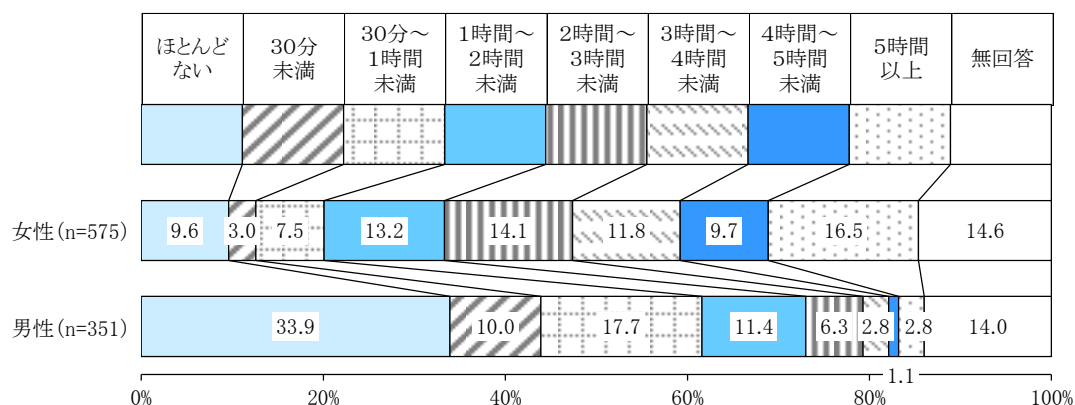 ほとんど
ない
30分
未満
30分～
1時間
未満
1時間～
2時間
未満
2時間～
3時間
未満
3時間～
4時間
未満
4時間～
5時間
未満
5時間
以上
無回答
女性(n=575)
9.6 3.0 7.5 13.2 14.1 11.8 9.7 16.5 14.6
男性(n=351)
33.9 10.0 17.7 11.4 6.3 2.8 2.8 14.0
1.1
0% 20% 40% 60% 80% 100%